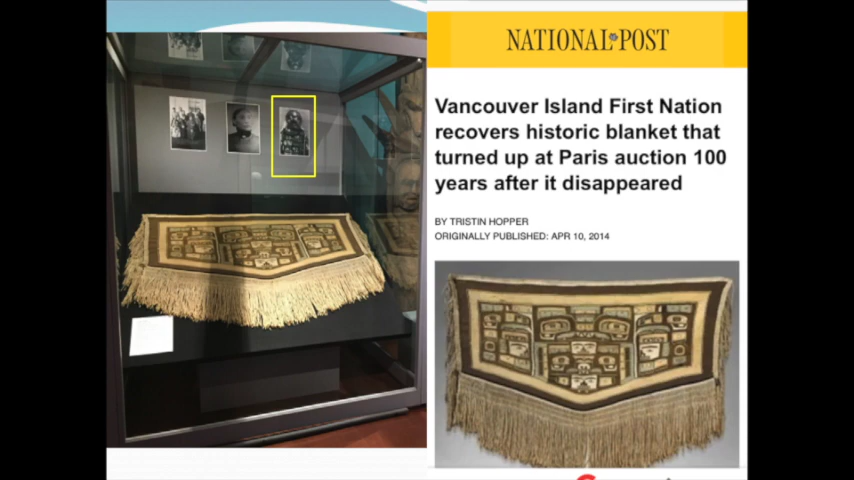 NATIONAL POST
Vancouver Island First Nation
recovers historic blanket that
turned up at Paris auction 100
years after it disappeared
BY TRISTIN HOPPER
ORIGINALLY PUBLISHED: APR 10, 2014